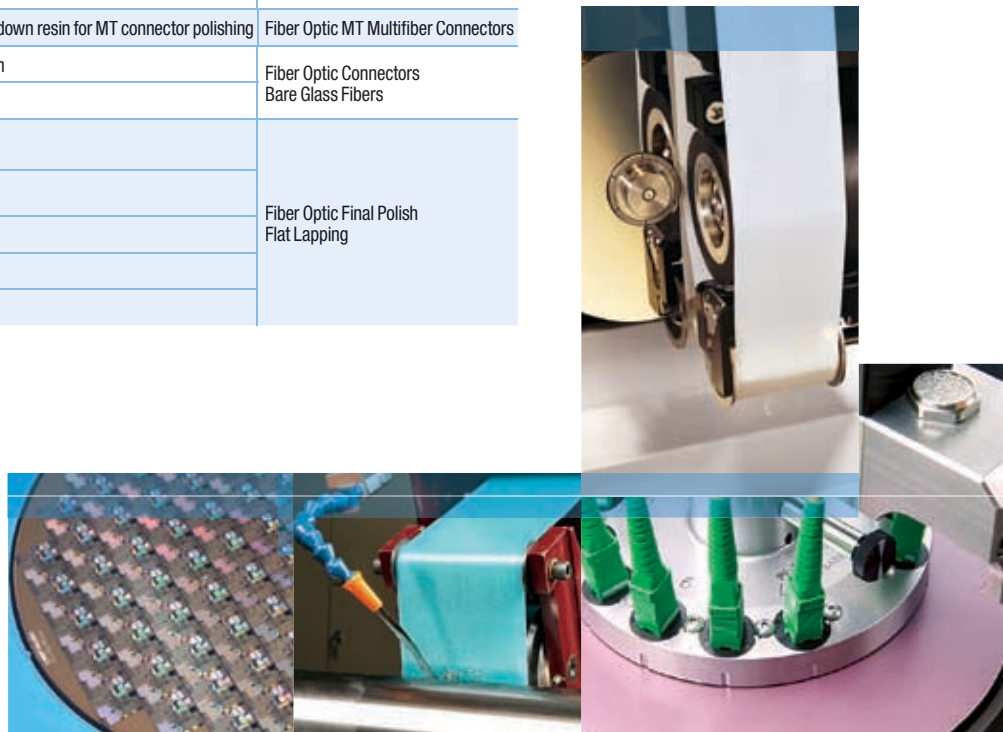 down resin for MT connector polishing
Fiber Optic MT Multifiber Connectors
Fiber Optic Connectors
Bare Glass Fibers
Fiber Optic Final Polish
Flat Lapping